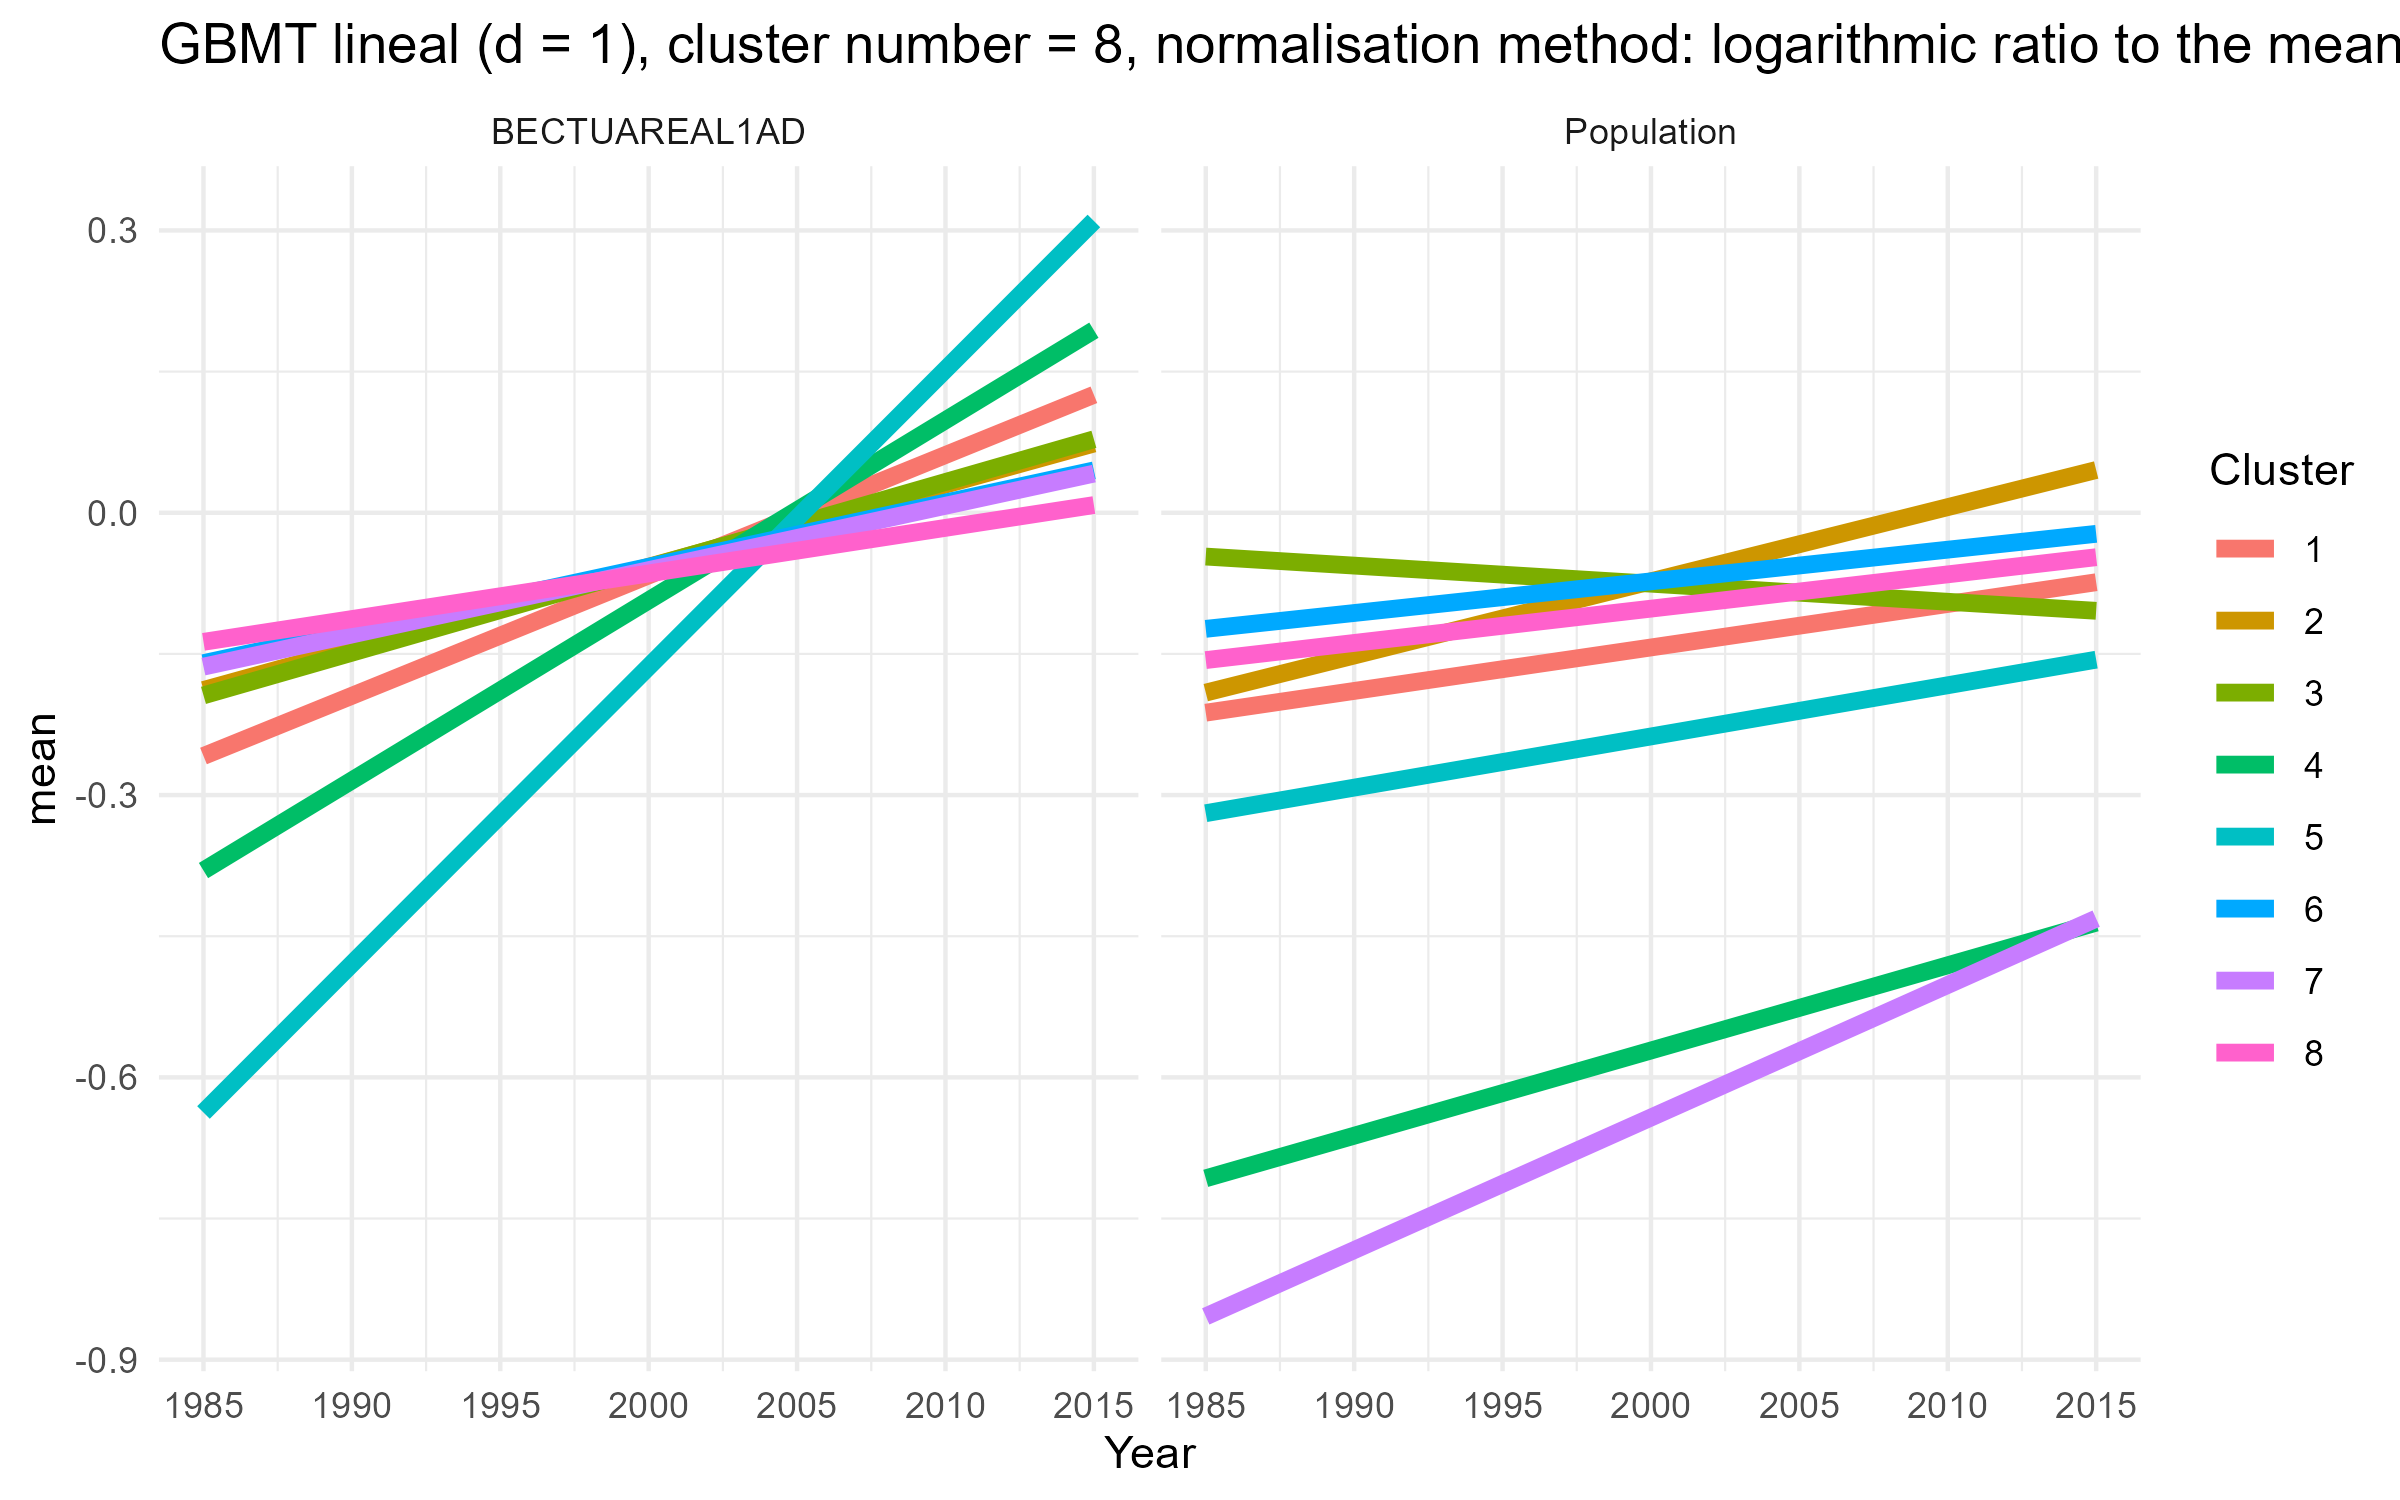 GBMT lineal (d = 1), cluster number = 8, normalisation method: logarithmic ratio to the mean
BECTUAREAL1AD
Population
mean
0.3
0.0
-0.3
-0.6
-0.9
1985 1990 1995 2000 2005 2010 2015
1985 1990 1995 2000 2005 2010 2015
Year
Cluster
1
2
3
4
5
6
7
8